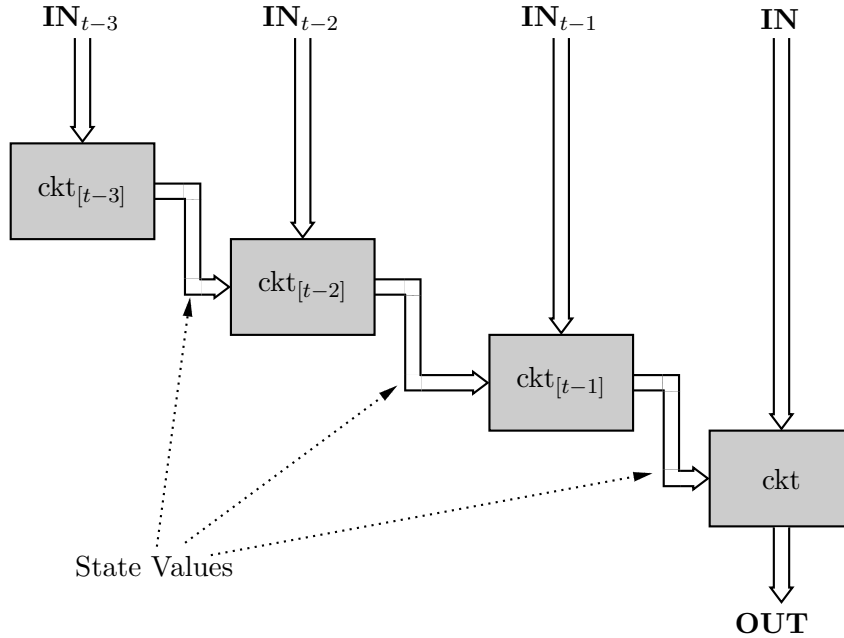 IN_{t−3} IN_{t−2} IN_{t−1} IN
ckt_{[t−3]}
ckt_{[t−2]}
ckt_{[t−1]}
ckt
State Values
OUT